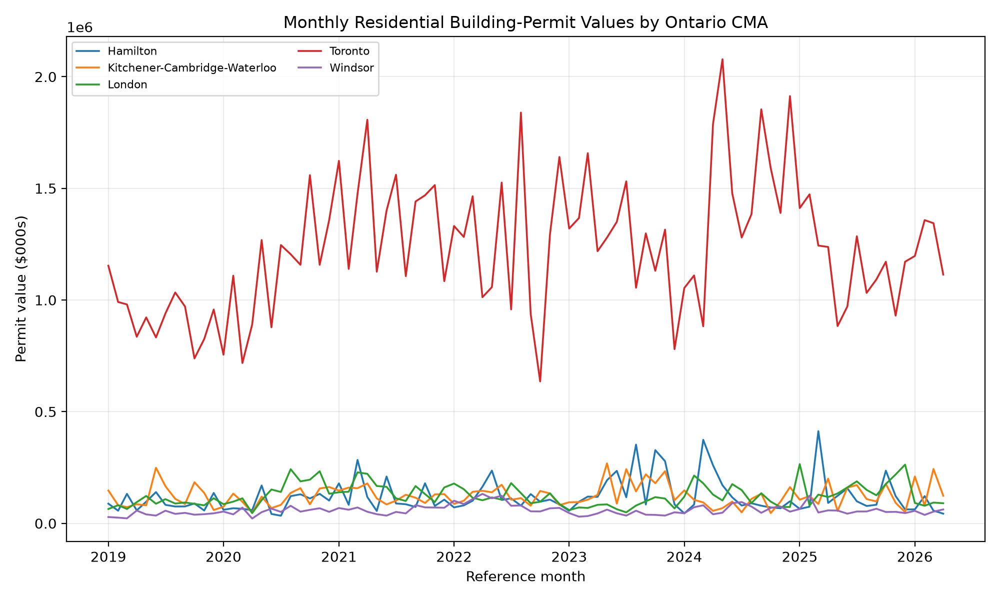 Monthly Residential Building-Permit Values by Ontario CMA
1e6
Hamilton
Kitchener-Cambridge-Waterloo
London
Toronto
Windsor
2.0
1.5
1.0
0.5
0.0
Permit value ($000s)
2019 2020 2021 2022 2023 2024 2025 2026
Reference month